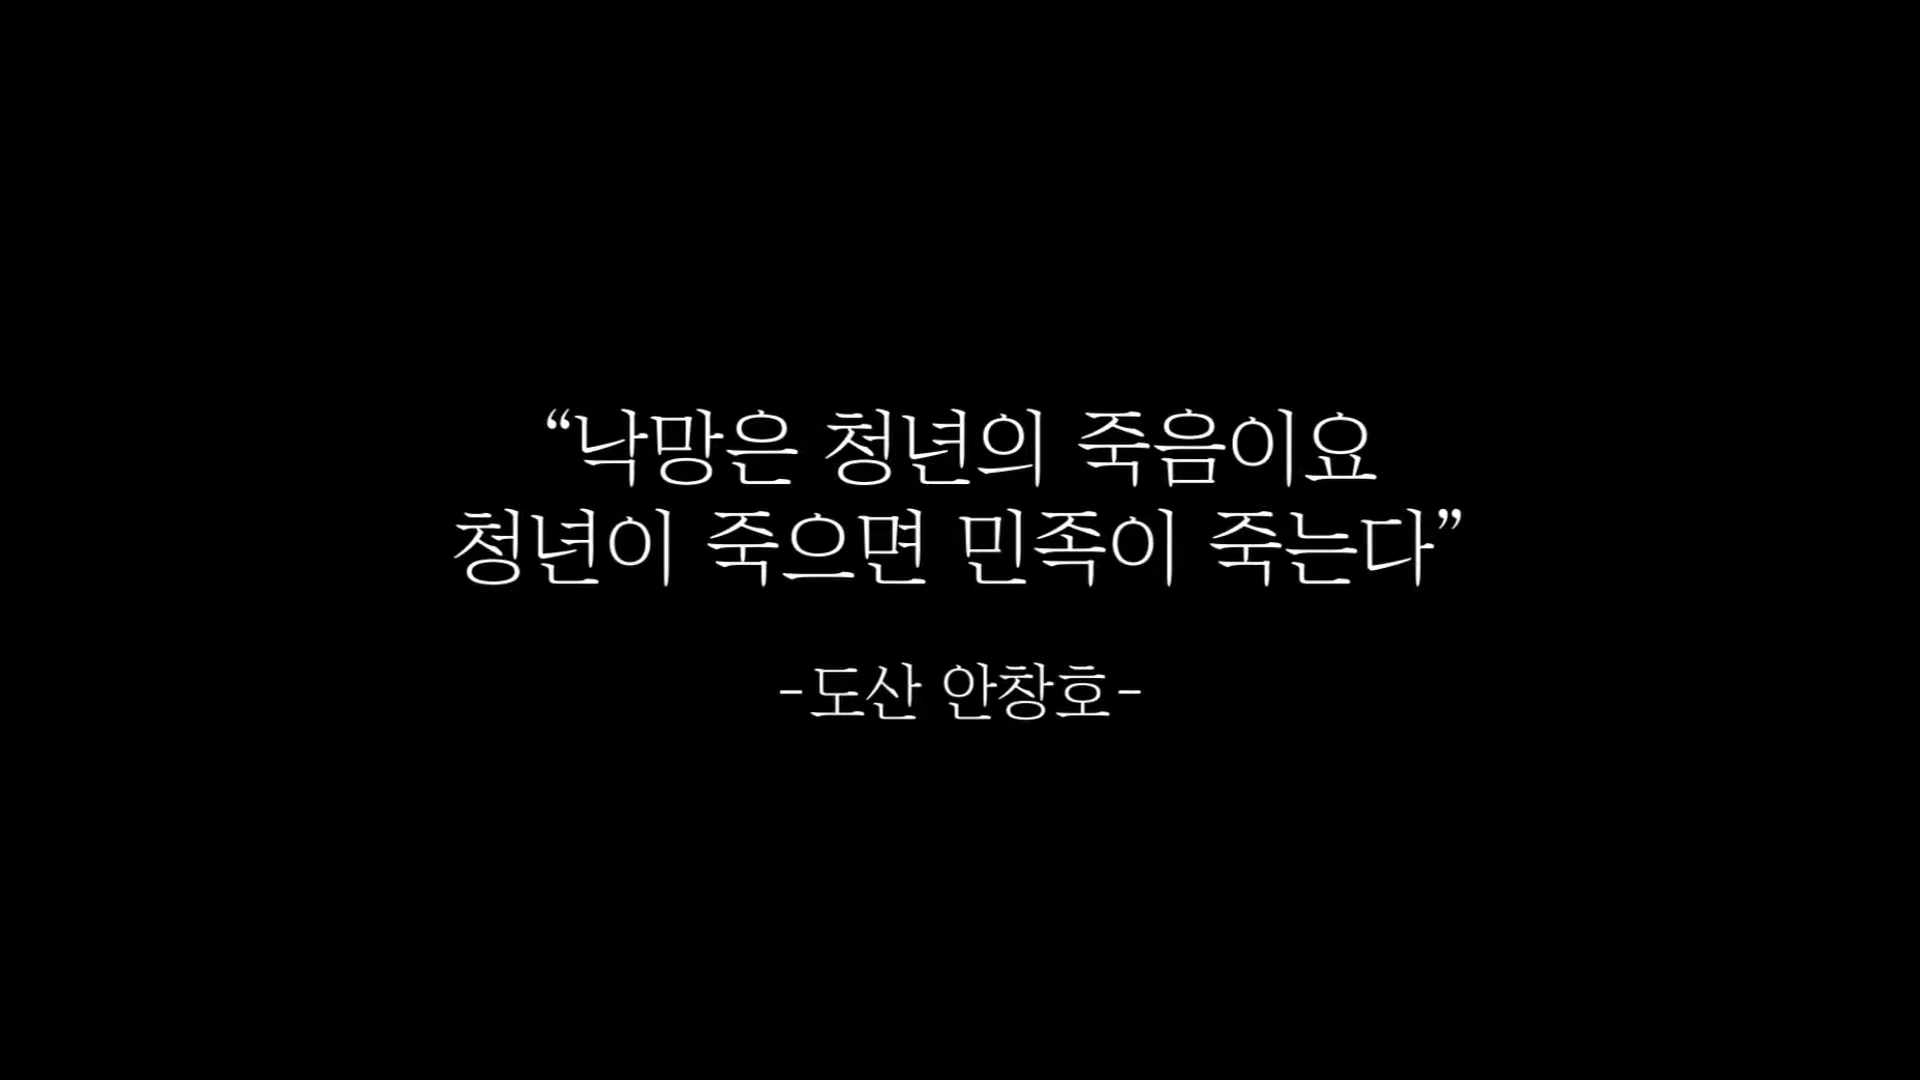 “낙망은 청년의 죽음이요
청년이 죽으면 민족이 죽는다”
-도산 안창호-